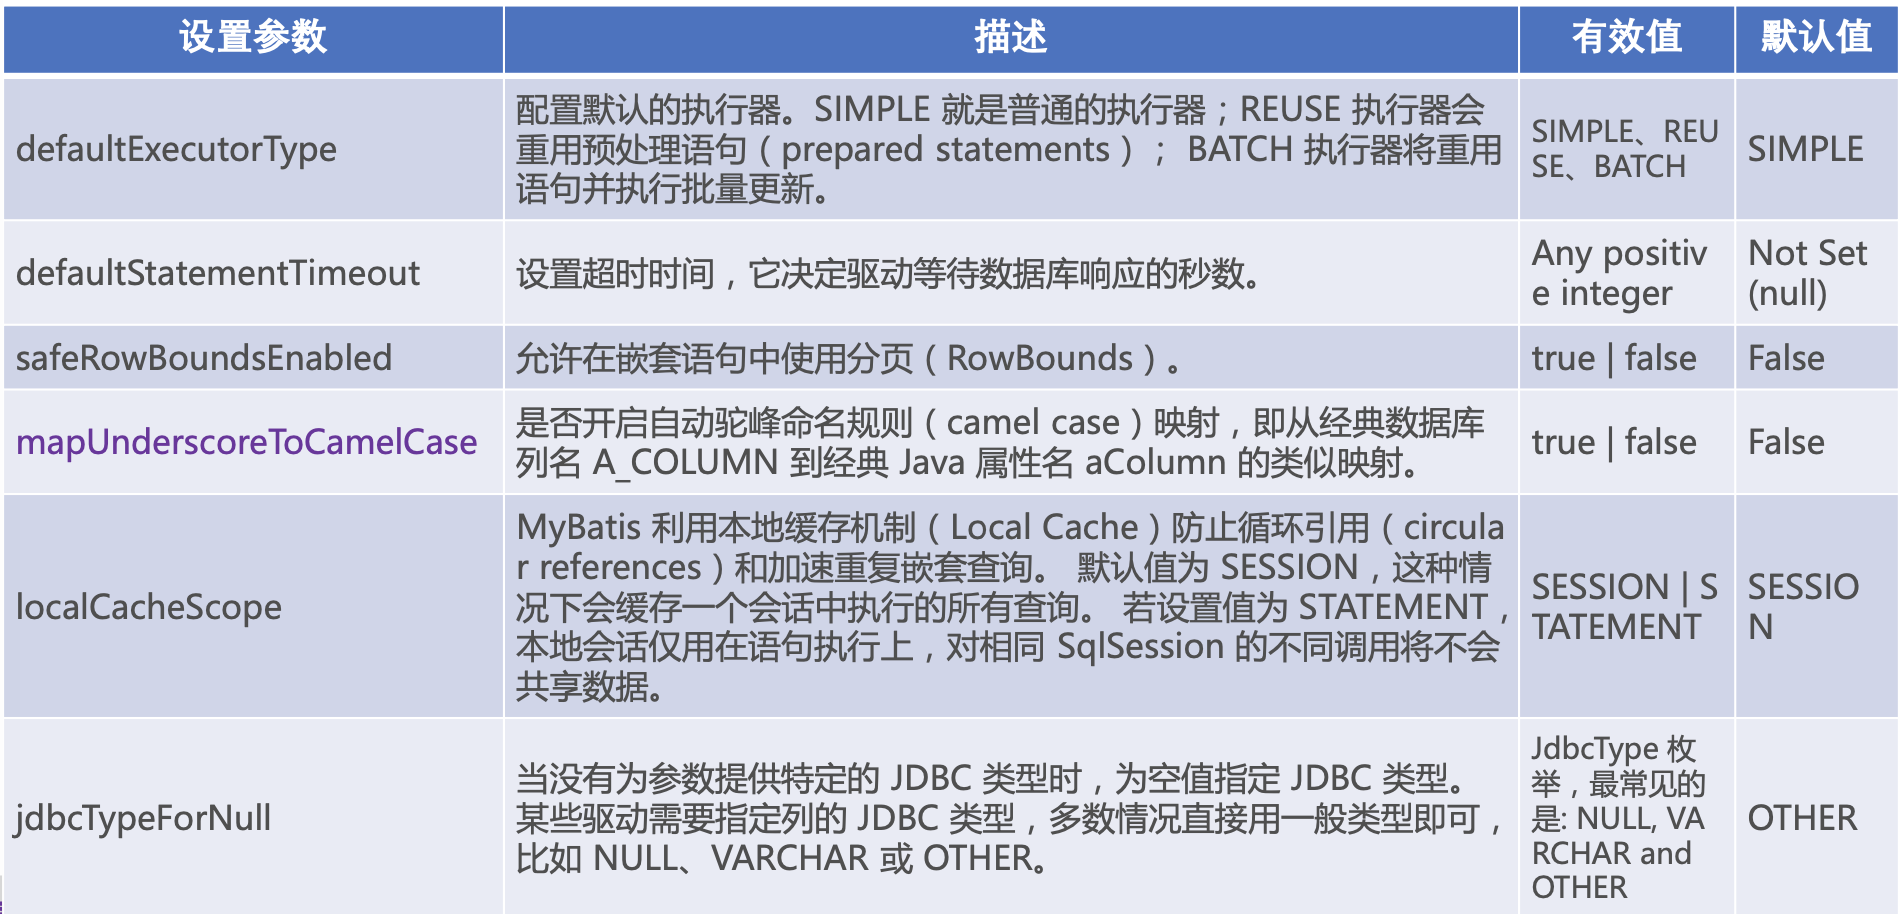 设置参数
描述
有效值
默认值
defaultExecutorType
配置默认的执行器。SIMPLE 就是普通的执行器；REUSE 执行器会
重用预处理语句（prepared statements）； BATCH 执行器将重用
语句并执行批量更新。
SIMPLE、REU
SE、BATCH
SIMPLE
defaultStatementTimeout
设置超时时间，它决定驱动等待数据库响应的秒数。
Any positiv
e integer
Not Set
(null)
safeRowBoundsEnabled
允许在嵌套语句中使用分页（RowBounds）。
true | false
False
mapUnderscoreToCamelCase
是否开启自动驼峰命名规则（camel case）映射，即从经典数据库
列名 A_COLUMN 到经典 Java 属性名 aColumn 的类似映射。
true | false
False
localCacheScope
MyBatis 利用本地缓存机制（Local Cache）防止循环引用（circula
r references）和加速重复嵌套查询。 默认值为 SESSION，这种情
况下会缓存一个会话中执行的所有查询。 若设置值为 STATEMENT，
本地会话仅用在语句执行上，对相同 SqlSession 的不同调用将不会
共享数据。
SESSION | S
TATEMENT
SESSIO
N
jdbcTypeForNull
当没有为参数提供特定的 JDBC 类型时，为空值指定 JDBC 类型。
某些驱动需要指定列的 JDBC 类型，多数情况直接用一般类型即可，
比如 NULL、VARCHAR 或 OTHER。
JdbcType 枚
举，最常见的
是: NULL, VA
RCHAR and
OTHER
OTHER